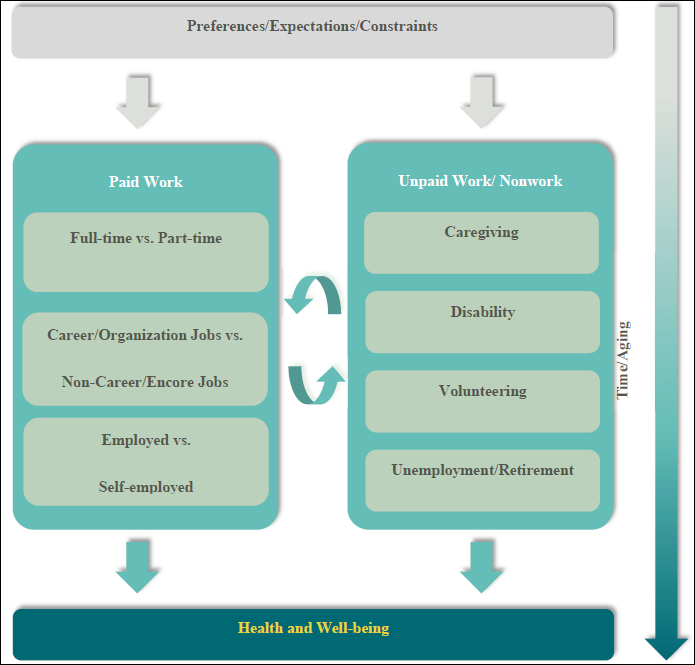 Preferences/Expectations/Constraints
Paid Work
Full-time vs. Part-time
Career/Organization Jobs vs.
Non-Career/Encore Jobs
Employed vs.
Self-employed
Unpaid Work/ Nonwork
Caregiving
Disability
Volunteering
Unemployment/Retirement
Time/Aging
Health and Well-being